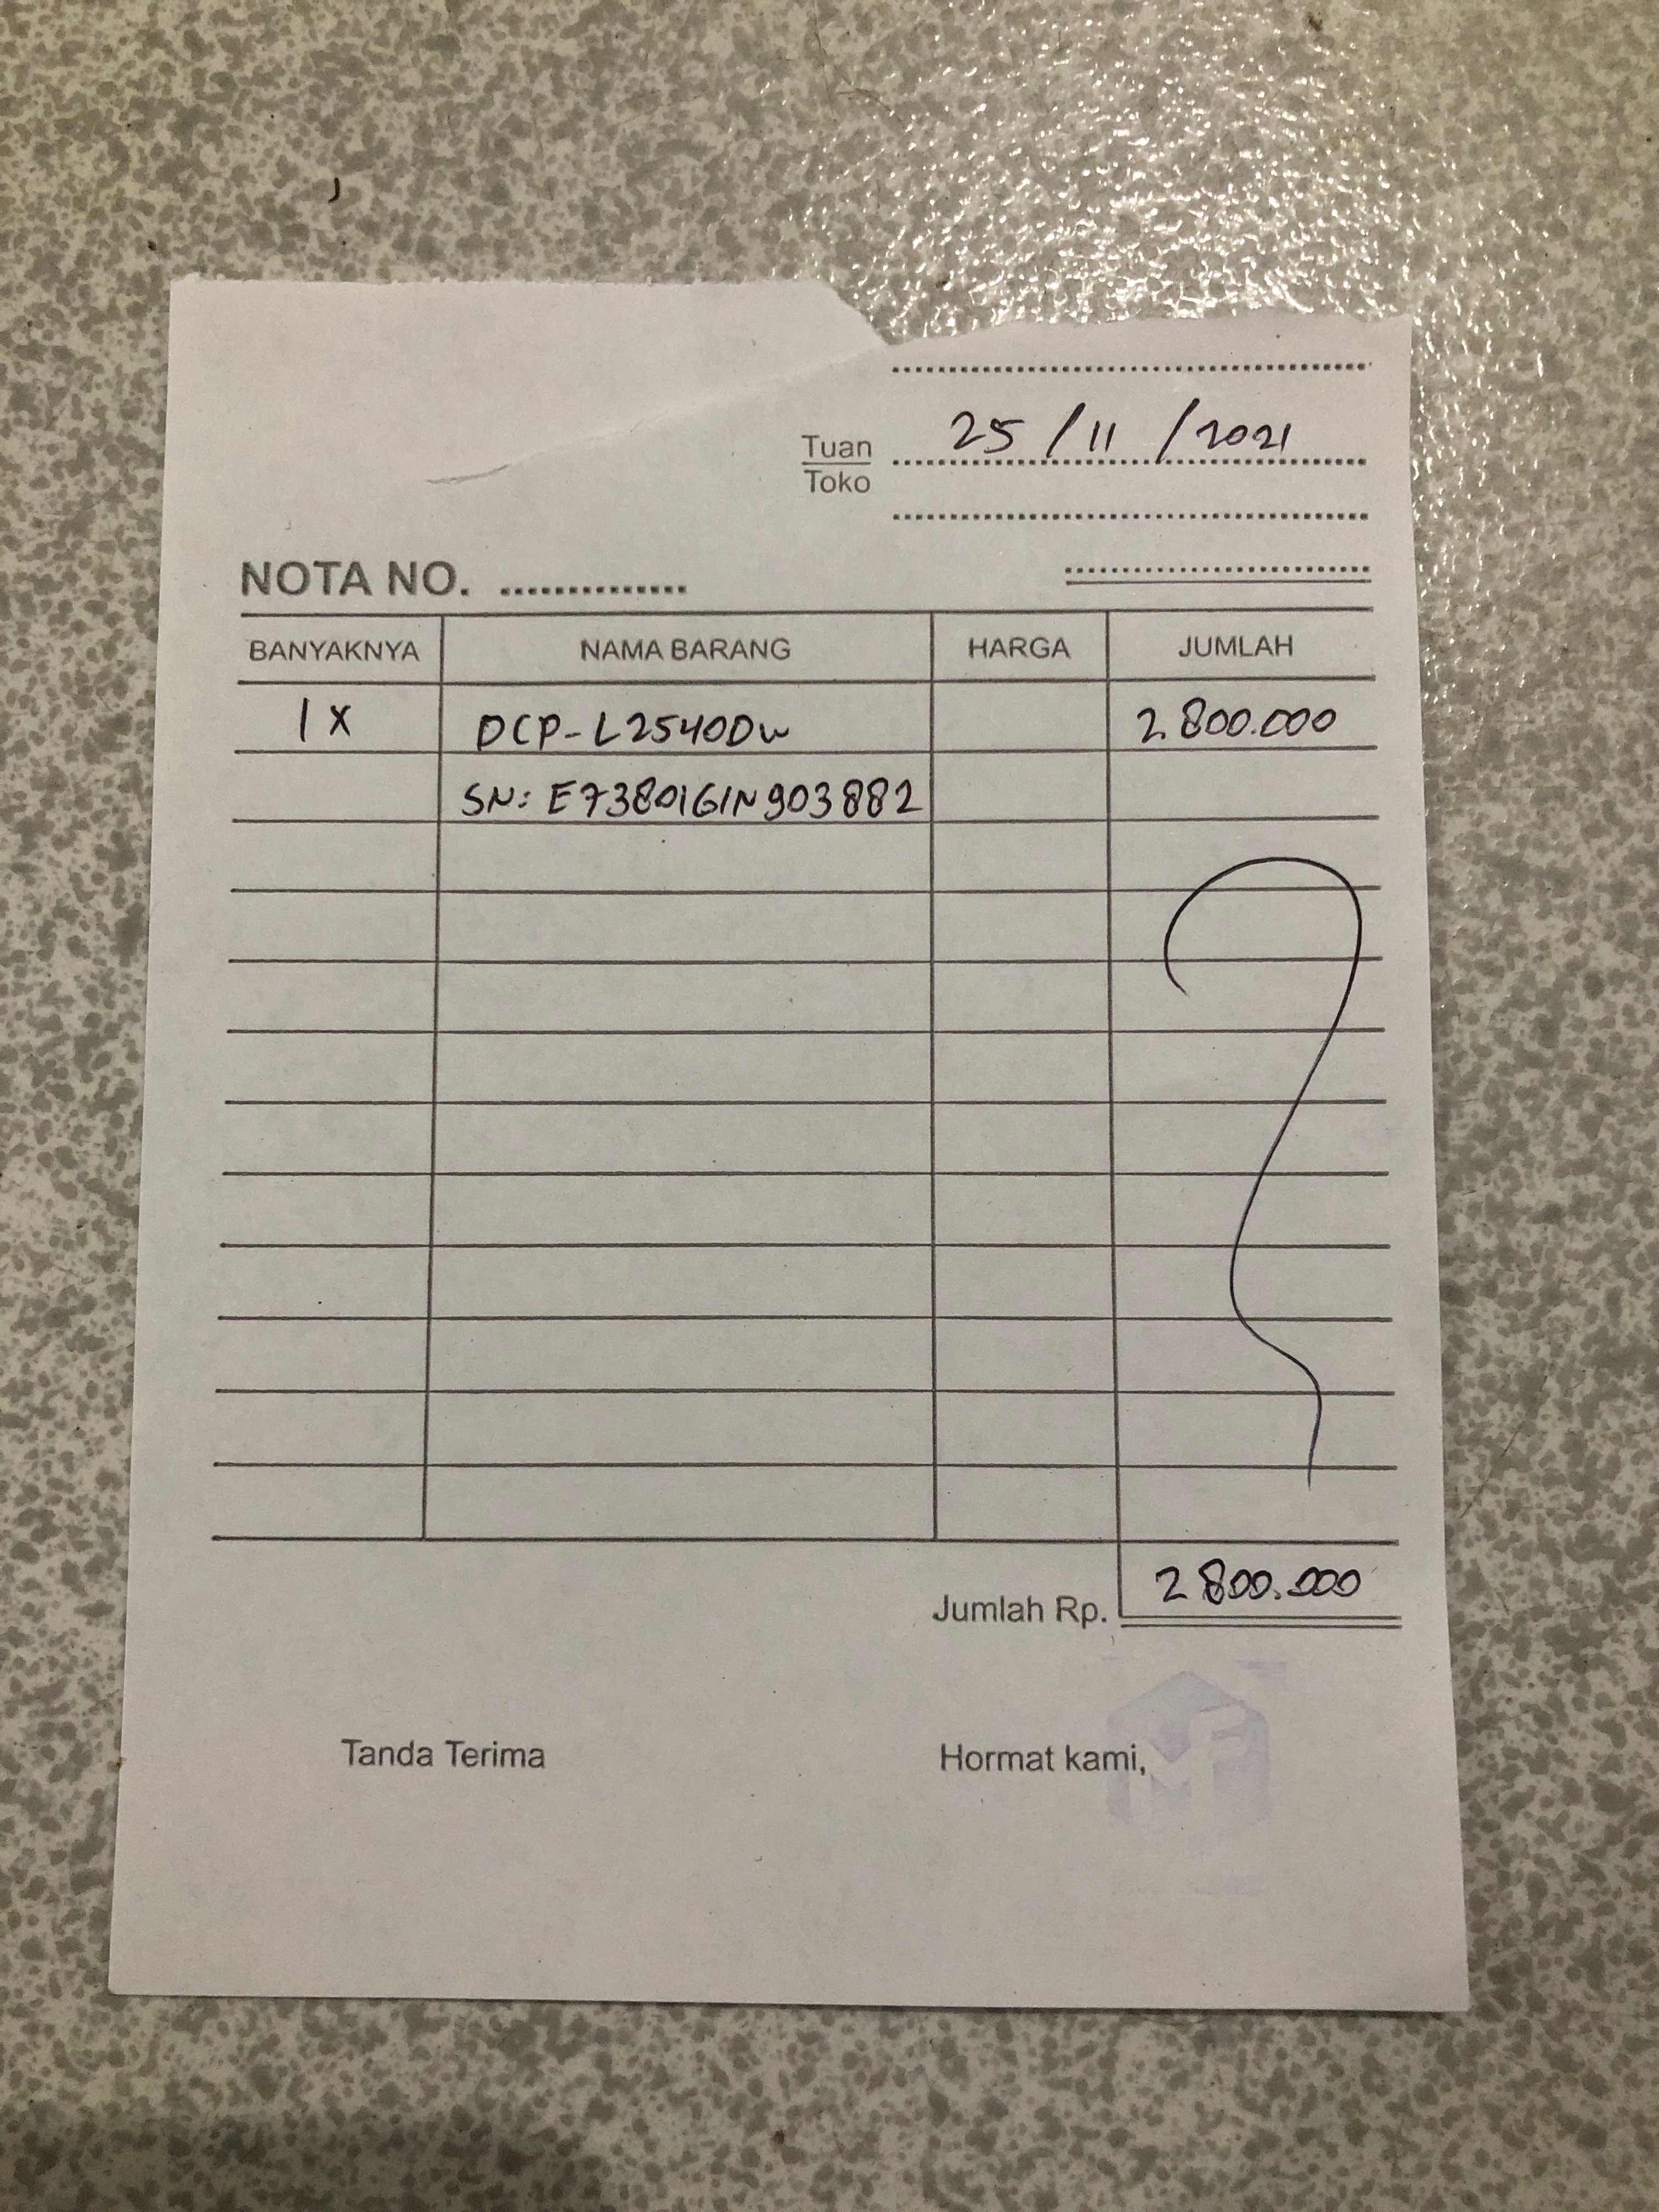 25/11/2021
Tuan
Toko
NOTA NO. ..............
BANYAKNYA NAMA BARANG HARGA JUMLAH
1 X DCP-L2540DW 2.800.000
SN: E73801G1N903882
Jumlah Rp. 2.800.000
Tanda Terima Hormat kami,